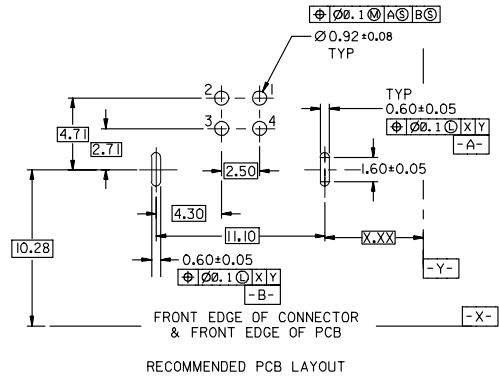 ⌖ Ø0.1 Ⓜ A Ⓢ B Ⓢ
Ø 0.92±0.08
TYP
2
1
3
4
TYP
0.60±0.05
⌖ Ø0.1 Ⓛ X Y
-A-
4.71
2.71
2.50
1.60±0.05
4.30
11.10
X.XX
10.28
0.60±0.05
⌖ Ø0.1 Ⓛ X Y
-B-
-Y-
-X-
FRONT EDGE OF CONNECTOR
& FRONT EDGE OF PCB
RECOMMENDED PCB LAYOUT